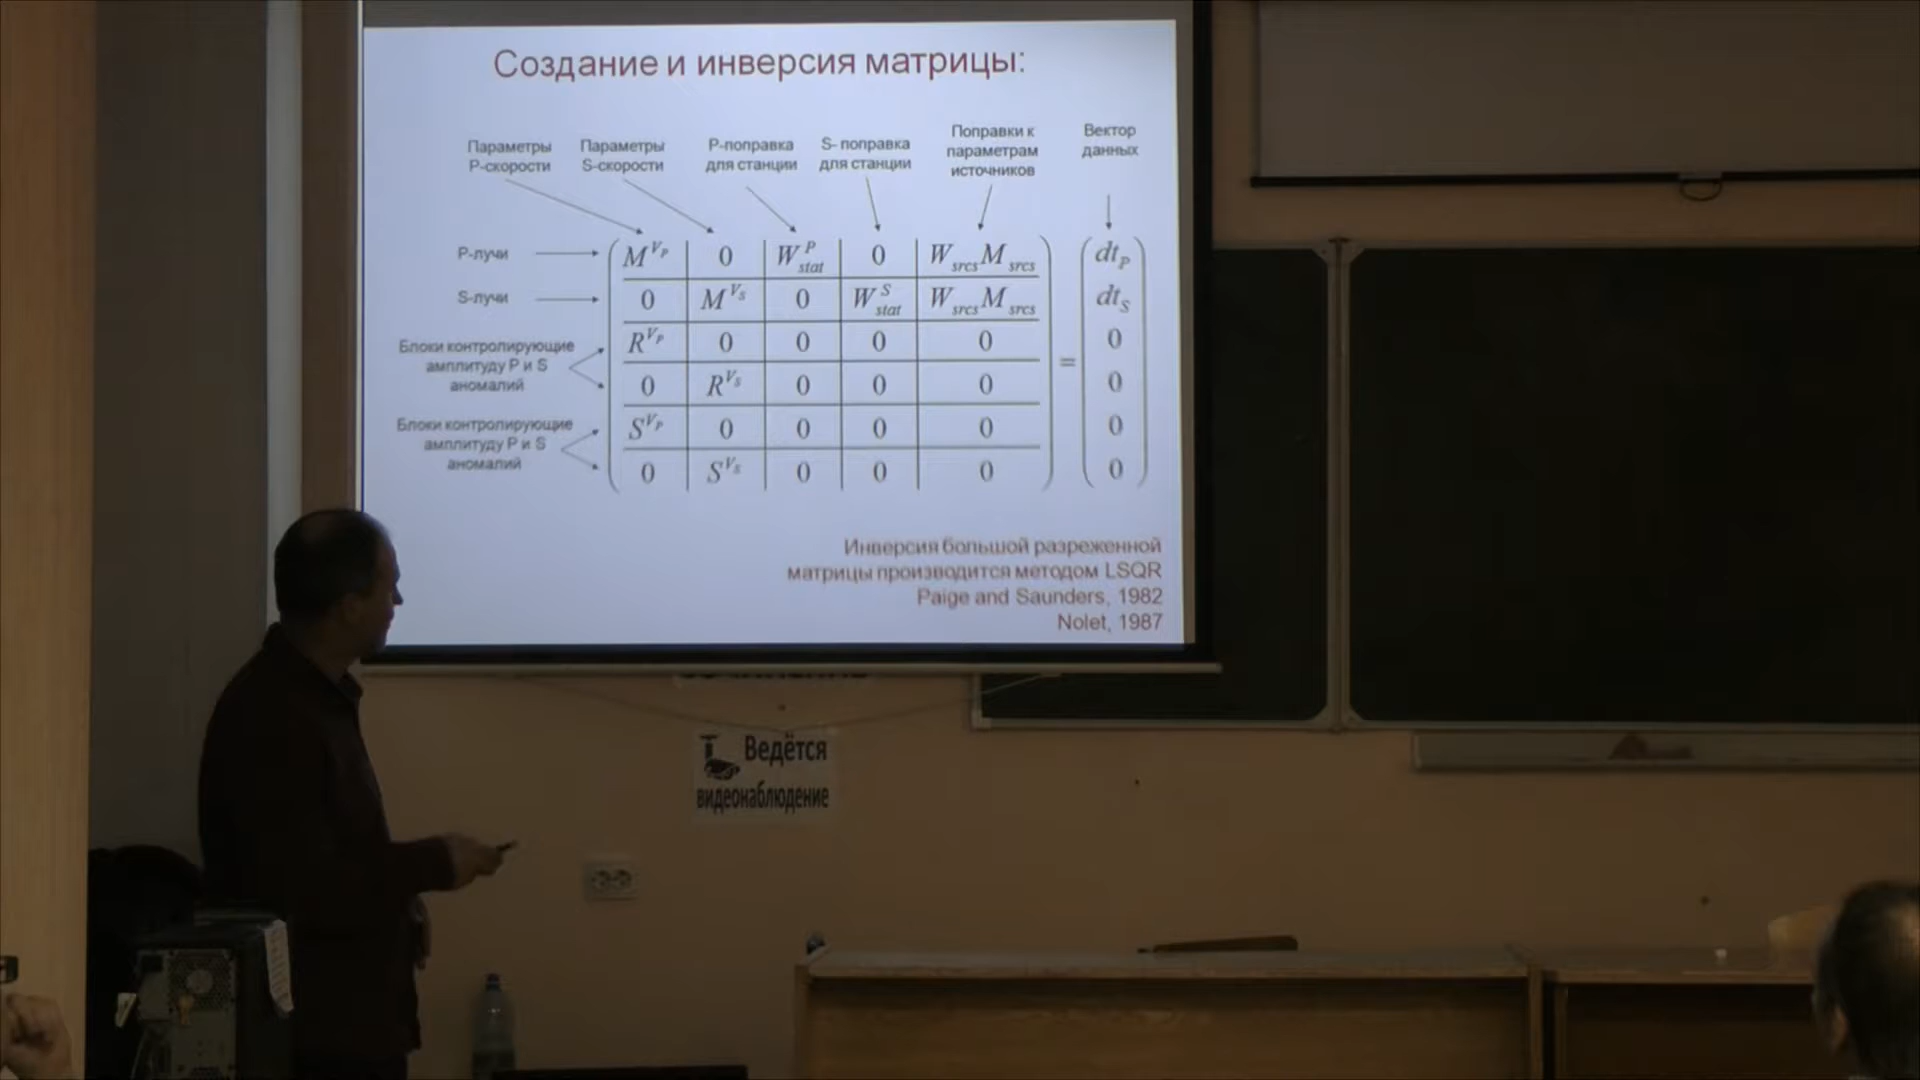 Создание и инверсия матрицы:
Параметры
P-скорости
Параметры
S-скорости
P-поправка
для станции
S- поправка
для станции
Поправки к
параметрам
источников
Вектор
данных
P-лучи
S-лучи
Блоки контролирующие
амплитуду P и S
аномалий
Блоки контролирующие
амплитуду P и S
аномалий
M^{V_P} 0 W^P_{stat} 0 W_{srcs} M_{srcs} dt_P
0 M^{V_S} 0 W^S_{stat} W_{srcs} M_{srcs} dt_S
R^{V_P} 0 0 0 0 0
0 R^{V_S} 0 0 0 = 0
S^{V_P} 0 0 0 0 0
0 S^{V_S} 0 0 0 0
Инверсия большой разреженной
матрицы производится методом LSQR
Paige and Saunders, 1982
Nolet, 1987
Ведётся
видеонаблюдение